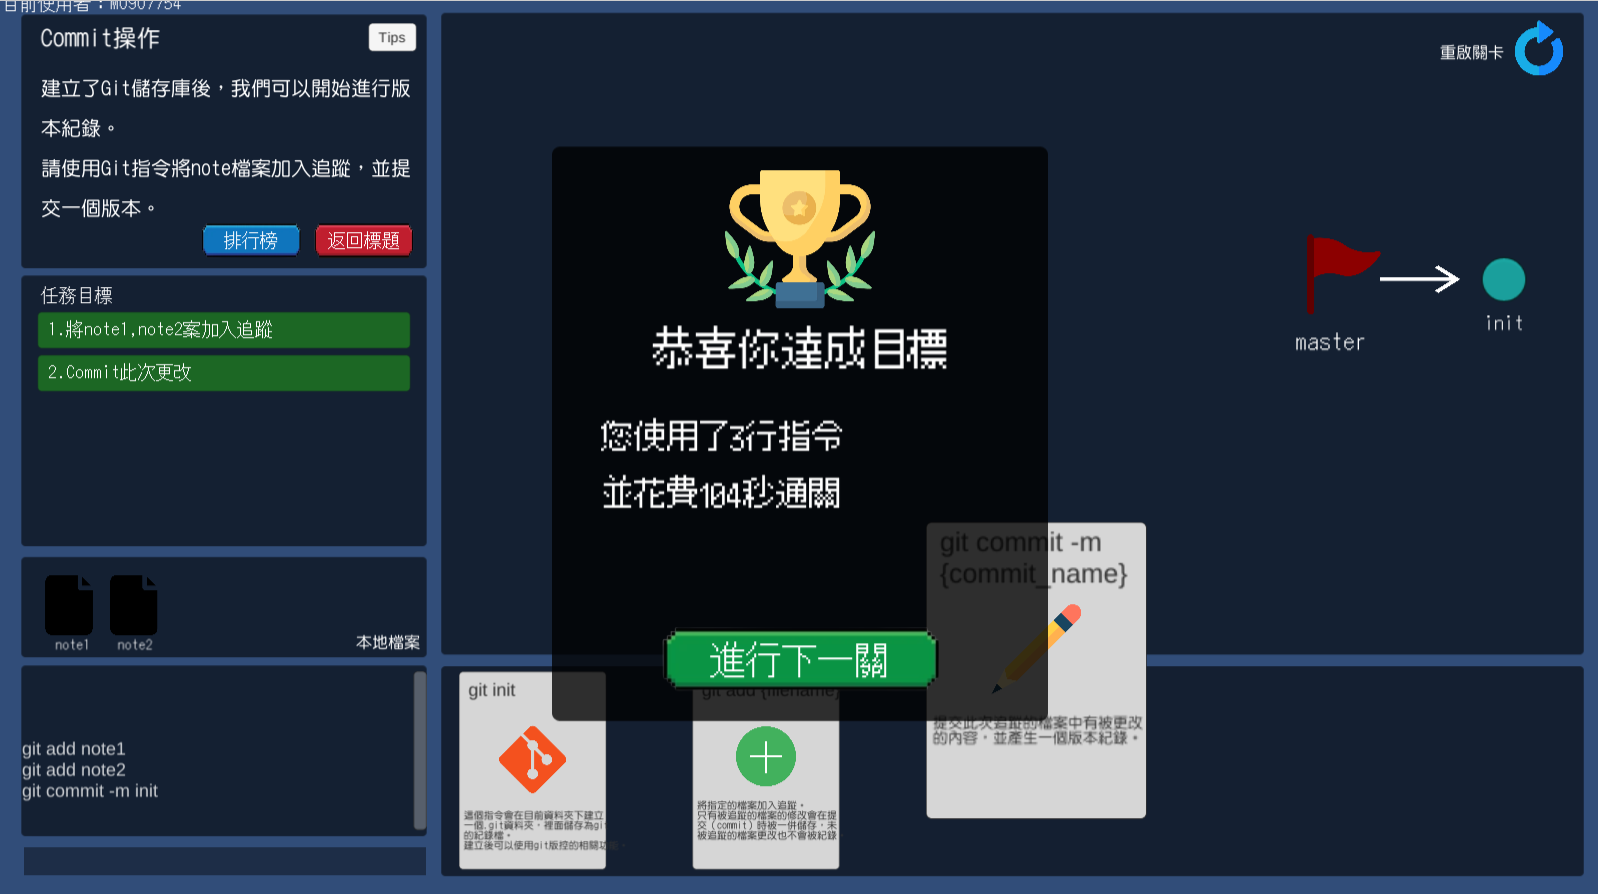 目前使用者：M0907754
Commit操作
Tips
建立了Git儲存庫後，我們可以開始進行版
本紀錄。
請使用Git指令將note檔案加入追蹤，並提
交一個版本。
排行榜
返回標題
任務目標
1.將note1,note2案加入追蹤
2.Commit此次更改
note1
note2
本地檔案
git add note1
git add note2
git commit -m init
重啟關卡
master
init
恭喜你達成目標
您使用了3行指令
並花費104秒通關
進行下一關
git init
這個指令會在目前資料夾下建立
一個.git資料夾，裡面儲存為gi
的紀錄檔。
建立後可以使用git版控的相關功
git add {filename}
將指定的檔案加入追蹤。
只有被追蹤的檔案的修改會在提
交（commit）時被一併儲存，未
被追蹤的檔案更改也不會被紀錄
git commit -m
{commit_name}
提交此次追蹤的檔案中有被更改
的內容，並產生一個版本紀錄。